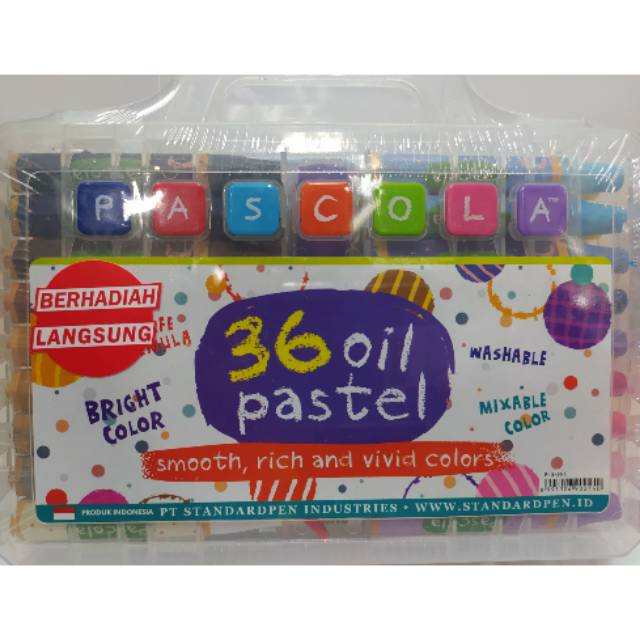 P A S C O L A™
BERHADIAH
LANGSUNG
36 oil
pastel
WASHABLE
BRIGHT
COLOR
MIXABLE
COLOR
smooth, rich and vivid colors
PRODUK INDONESIA PT STANDARDPEN INDUSTRIES • WWW.STANDARDPEN.ID